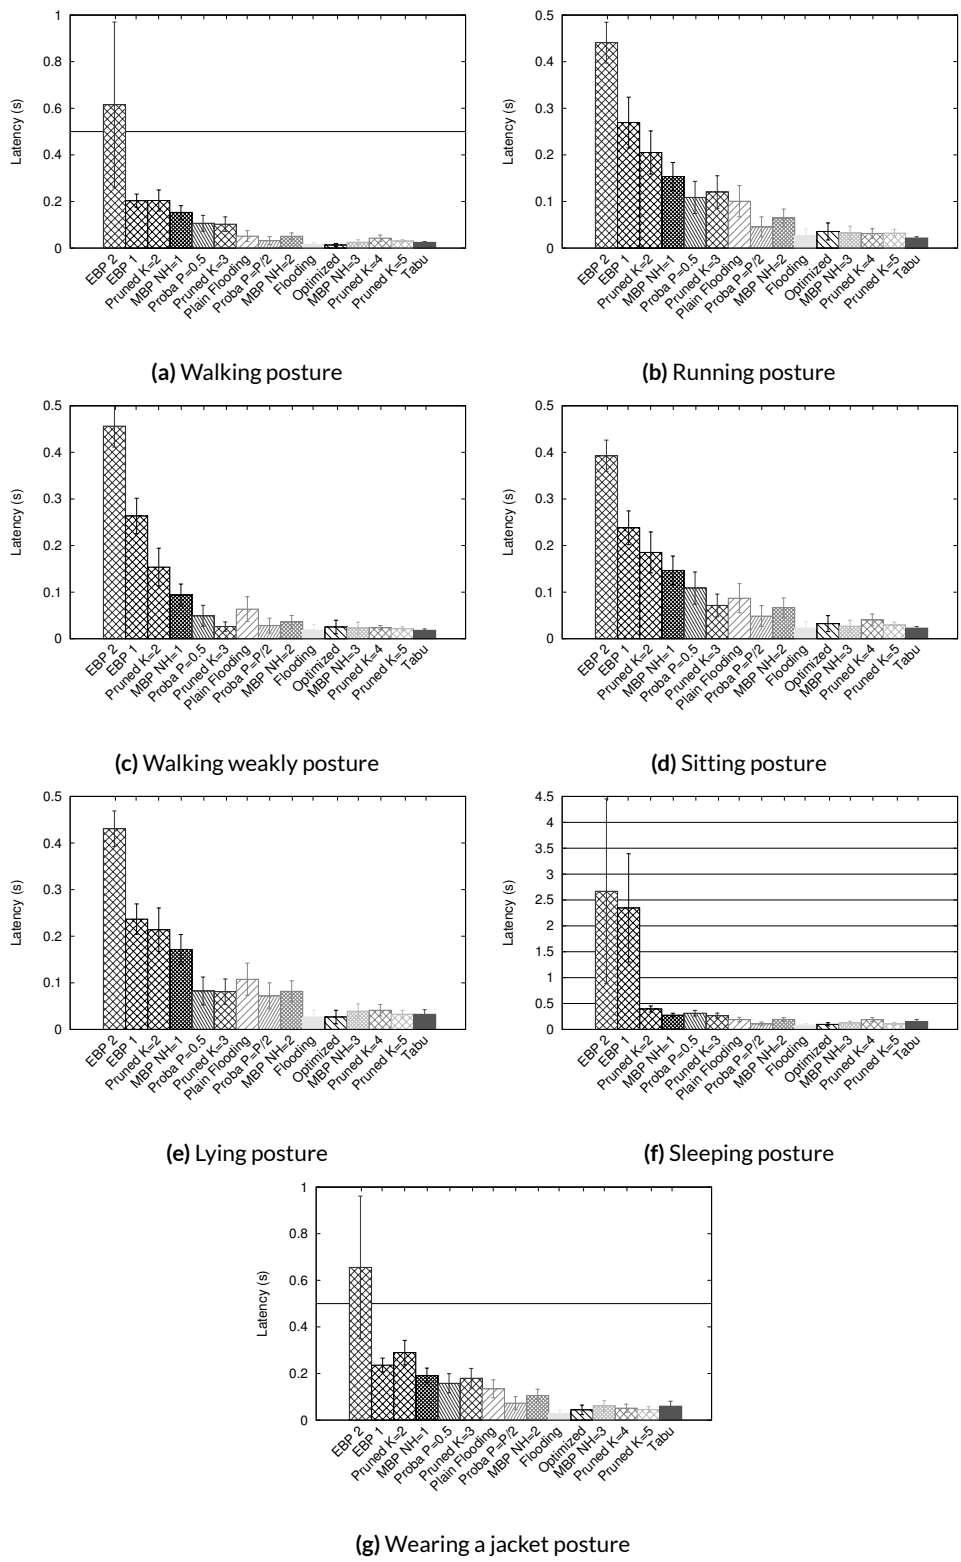 1
0.8
0.6
0.4
0.2
0
Latency (s)
EBP 2
EBP 1
Pruned K=2
MBP NH=1
Proba P=0.5
Pruned K=3
Plain Flooding
Proba P=P/2
MBP NH=2
Flooding
Optimized
MBP NH=3
Pruned K=4
Pruned K=5
Tabu
(a) Walking posture
0.5
0.4
0.3
0.2
0.1
0
Latency (s)
EBP 2
EBP 1
Pruned K=2
MBP NH=1
Proba P=0.5
Pruned K=3
Plain Flooding
Proba P=P/2
MBP NH=2
Flooding
Optimized
MBP NH=3
Pruned K=4
Pruned K=5
Tabu
(b) Running posture
0.5
0.4
0.3
0.2
0.1
0
Latency (s)
EBP 2
EBP 1
Pruned K=2
MBP NH=1
Proba P=0.5
Pruned K=3
Plain Flooding
Proba P=P/2
MBP NH=2
Flooding
Optimized
MBP NH=3
Pruned K=4
Pruned K=5
Tabu
(c) Walking weakly posture
0.5
0.4
0.3
0.2
0.1
0
Latency (s)
EBP 2
EBP 1
Pruned K=2
MBP NH=1
Proba P=0.5
Pruned K=3
Plain Flooding
Proba P=P/2
MBP NH=2
Flooding
Optimized
MBP NH=3
Pruned K=4
Pruned K=5
Tabu
(d) Sitting posture
0.5
0.4
0.3
0.2
0.1
0
Latency (s)
EBP 2
EBP 1
Pruned K=2
MBP NH=1
Proba P=0.5
Pruned K=3
Plain Flooding
Proba P=P/2
MBP NH=2
Flooding
Optimized
MBP NH=3
Pruned K=4
Pruned K=5
Tabu
(e) Lying posture
4.5
4
3.5
3
2.5
2
1.5
1
0.5
0
Latency (s)
EBP 2
EBP 1
Pruned K=2
MBP NH=1
Proba P=0.5
Pruned K=3
Plain Flooding
Proba P=P/2
MBP NH=2
Flooding
Optimized
MBP NH=3
Pruned K=4
Pruned K=5
Tabu
(f) Sleeping posture
1
0.8
0.6
0.4
0.2
0
Latency (s)
EBP 2
EBP 1
Pruned K=2
MBP NH=1
Proba P=0.5
Pruned K=3
Plain Flooding
Proba P=P/2
MBP NH=2
Flooding
Optimized
MBP NH=3
Pruned K=4
Pruned K=5
Tabu
(g) Wearing a jacket posture